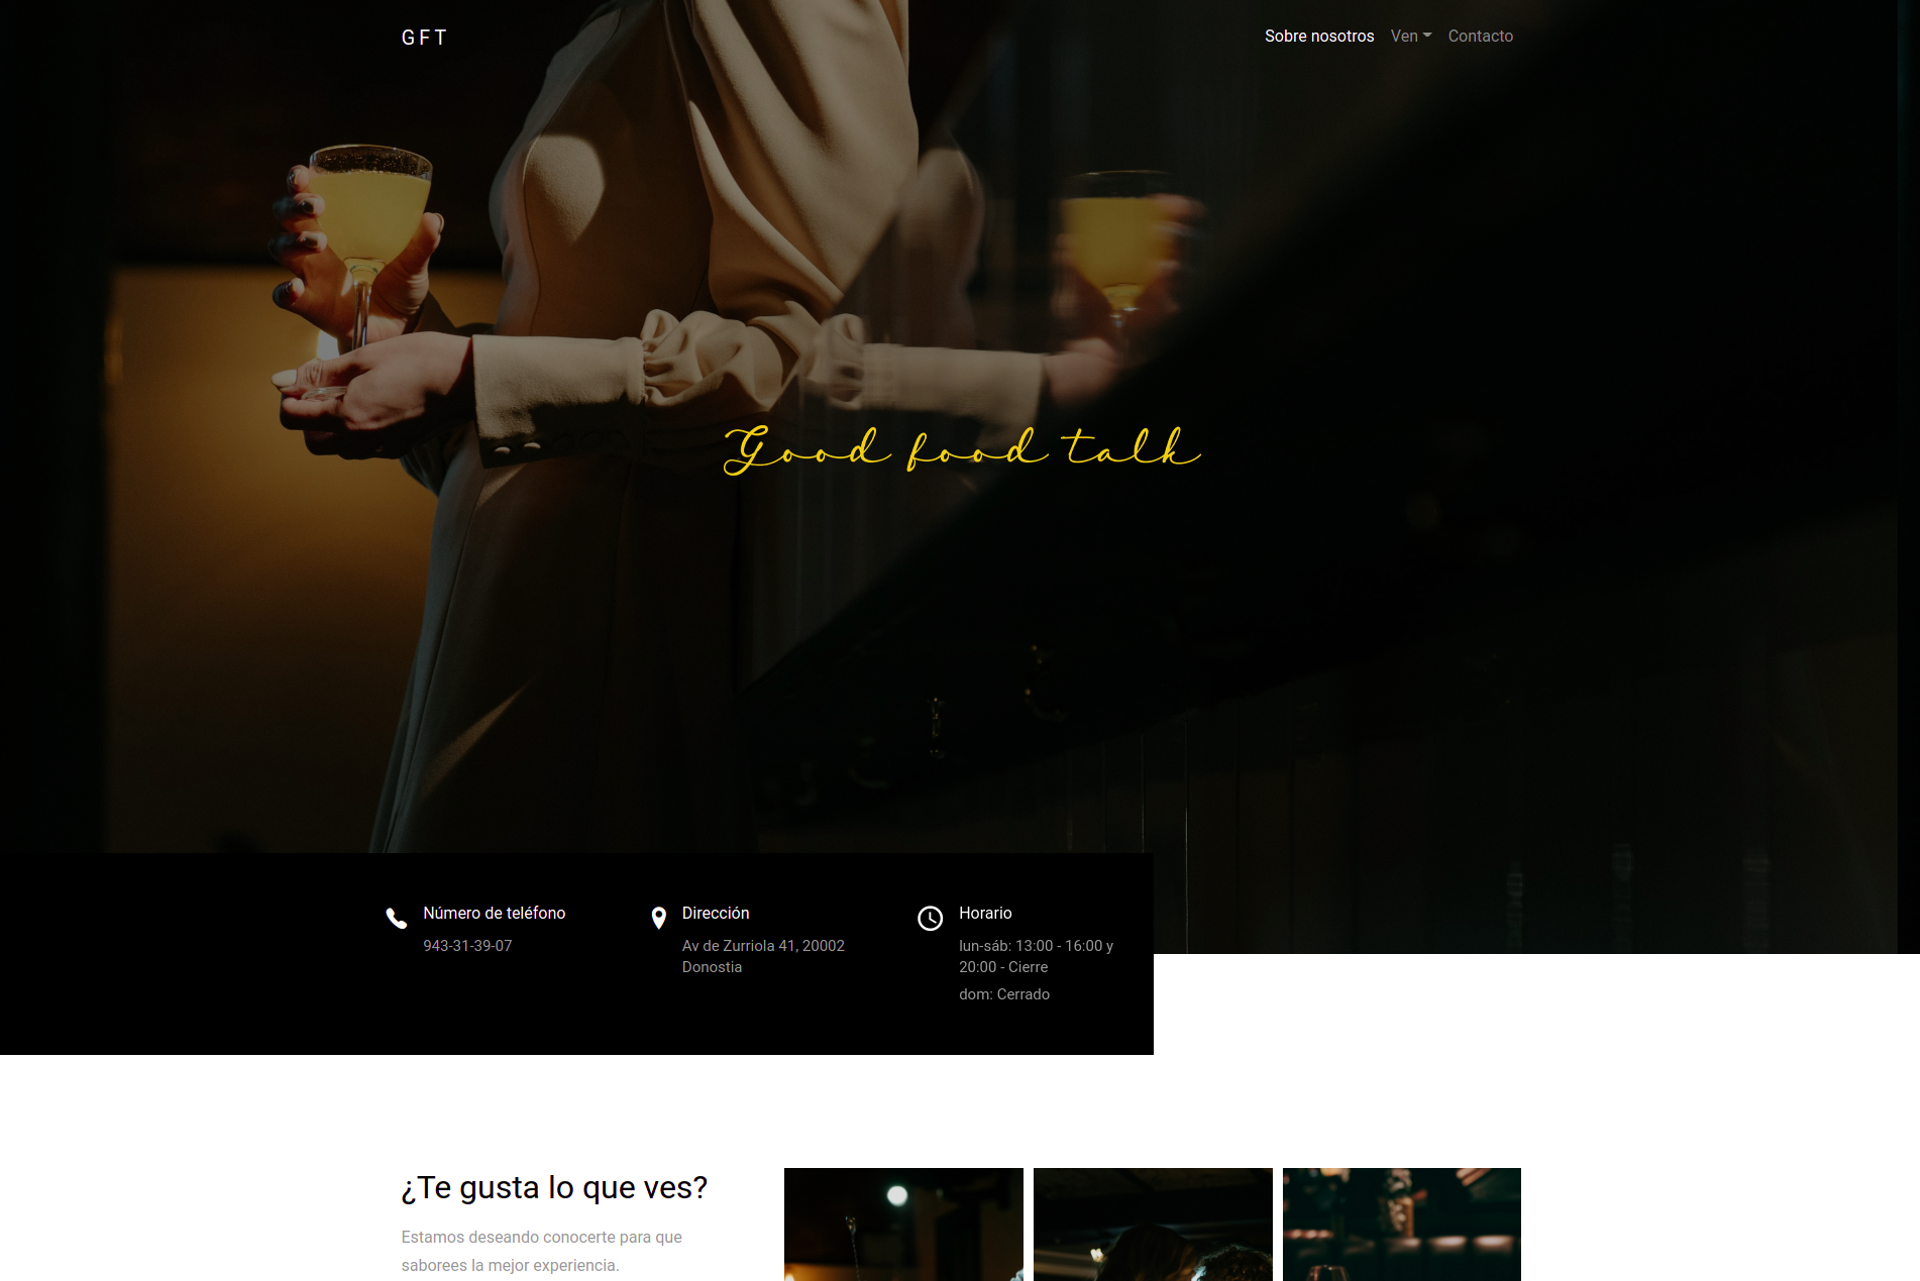 GFT
Sobre nosotros Ven Contacto
Good food talk
Número de teléfono
943-31-39-07
Dirección
Av de Zurriola 41, 20002
Donostia
Horario
lun-sáb: 13:00 - 16:00 y
20:00 - Cierre
dom: Cerrado
¿Te gusta lo que ves?
Estamos deseando conocerte para que
saborees la mejor experiencia.